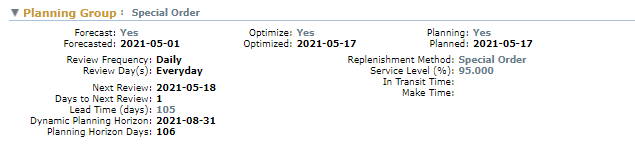 Planning Group : Special Order
Forecast: Yes Optimize: Yes Planning: Yes
Forecasted: 2021-05-01 Optimized: 2021-05-17 Planned: 2021-05-17
Review Frequency: Daily Replenishment Method: Special Order
Review Day(s): Everyday Service Level (%): 95.000
In Transit Time:
Next Review: 2021-05-18 Make Time:
Days to Next Review: 1
Lead Time (days): 105
Dynamic Planning Horizon: 2021-08-31
Planning Horizon Days: 106